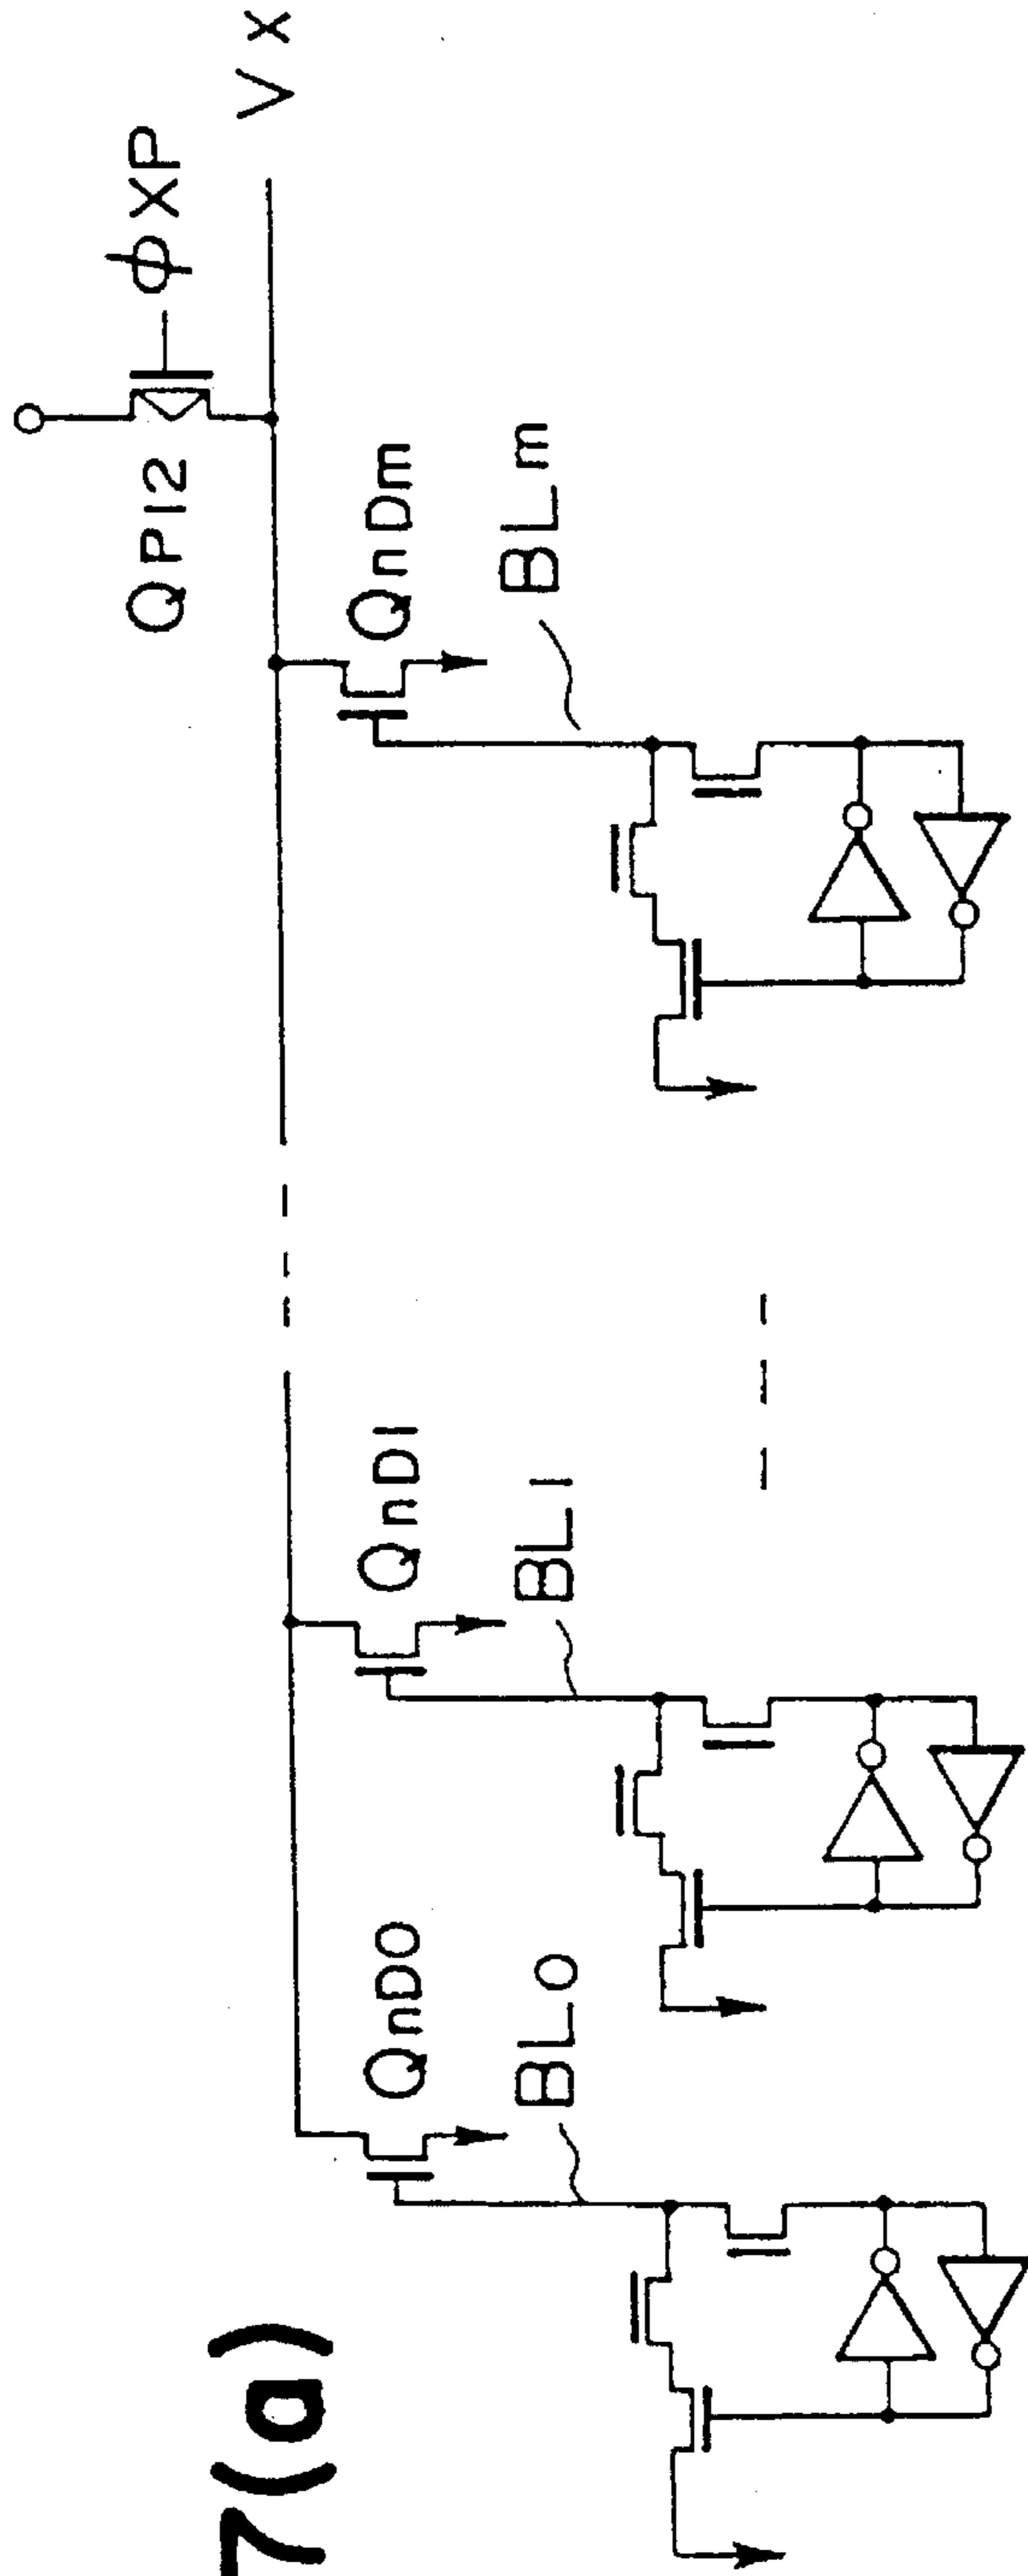 7(a)
QP12
φXP
Vx
QnD0
QnD1
QnDm
BL0
BL1
BLm